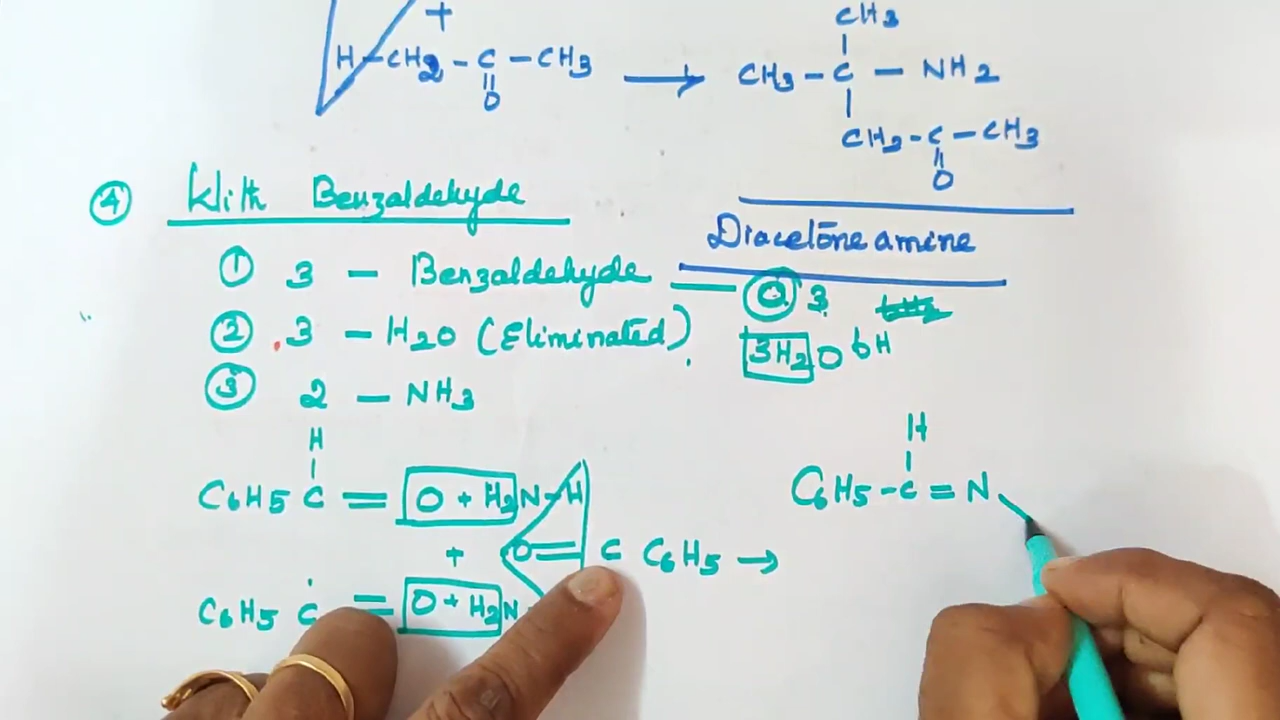 CH3
+
H-CH2-C-CH3 → CH3-C-NH2
O
CH2-C-CH3
O
④ With Benzaldehyde
Diacetone amine
① 3 - Benzaldehyde - O 3
② 3 - H2O (Eliminated) 3H2O 6H
③ 2 - NH3
H
H
C6H5 C = O + H2N-H
C6H5-C=N
+ O = C C6H5 →
C6H5 C = O + H2N